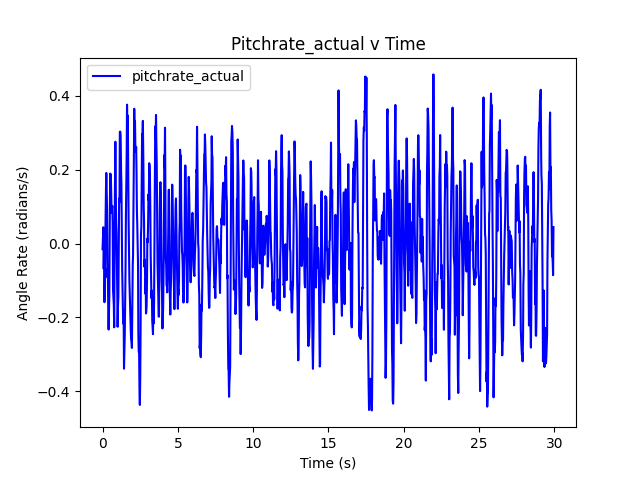 Pitchrate_actual v Time
pitchrate_actual
Angle Rate (radians/s)
0.4
0.2
0.0
−0.2
−0.4
0 5 10 15 20 25 30
Time (s)